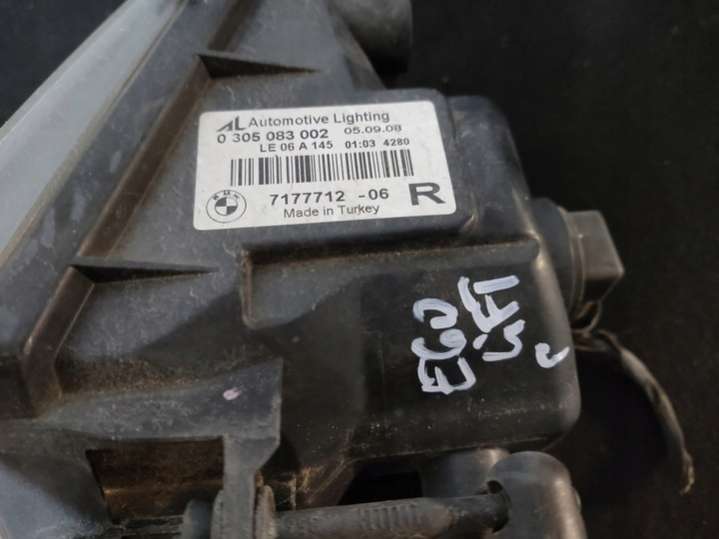 AL Automotive Lighting
0 305 083 002 05.09.08
LE 06 A 145 01:03 4280
BMW
7177712 -06 R
Made in Turkey
E60